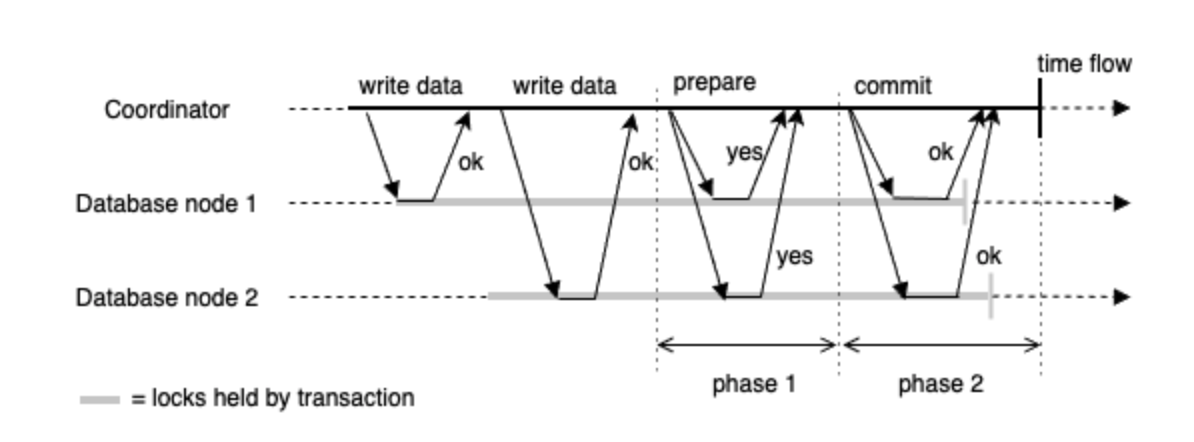 time flow
write data
write data
prepare
commit
Coordinator
ok
ok
yes
ok
Database node 1
yes
ok
Database node 2
phase 1
phase 2
= locks held by transaction